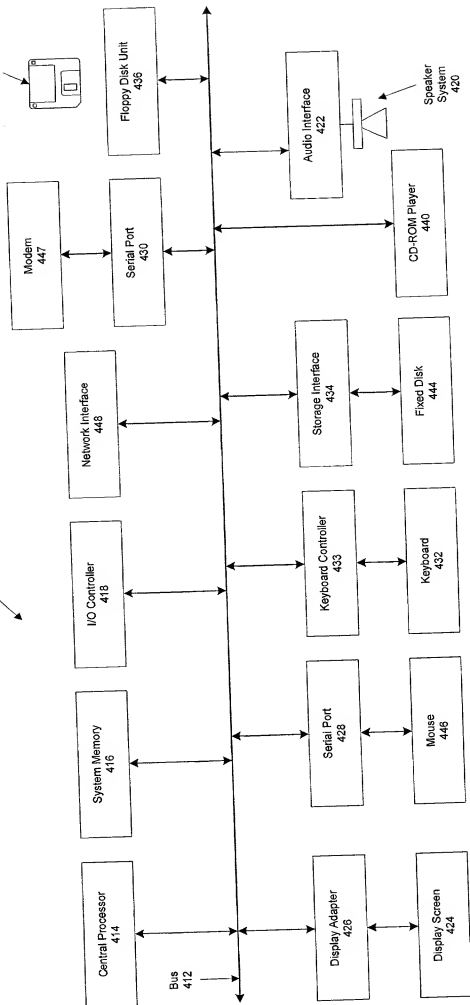 Central Processor
414
System Memory
416
I/O Controller
418
Network Interface
448
Modem
447
Serial Port
430
Floppy Disk Unit
436
Bus
412
Display Adapter
426
Display Screen
424
Serial Port
428
Mouse
446
Keyboard Controller
433
Keyboard
432
Storage Interface
434
Fixed Disk
444
CD-ROM Player
440
Audio Interface
422
Speaker
System
420